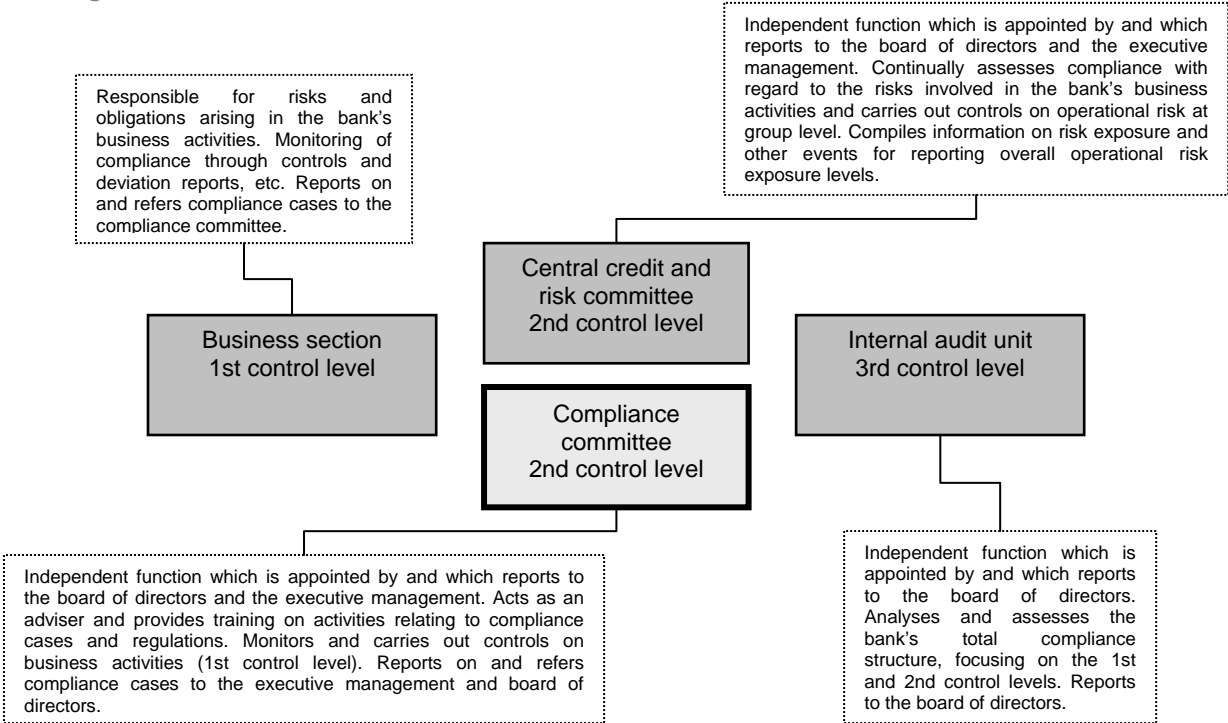 Independent function which is appointed by and which
reports to the board of directors and the executive
management. Continually assesses compliance with
regard to the risks involved in the bank's business
activities and carries out controls on operational risk at
group level. Compiles information on risk exposure and
other events for reporting overall operational risk
exposure levels.
Responsible for risks and
obligations arising in the bank's
business activities. Monitoring of
compliance through controls and
deviation reports, etc. Reports on
and refers compliance cases to the
compliance committee.
Central credit and
risk committee
2nd control level
Business section
1st control level
Internal audit unit
3rd control level
Compliance
committee
2nd control level
Independent function which is appointed by and which reports to
the board of directors and the executive management. Acts as an
adviser and provides training on activities relating to compliance
cases and regulations. Monitors and carries out controls on
business activities (1st control level). Reports on and refers
compliance cases to the executive management and board of
directors.
Independent function which is
appointed by and which reports
to the board of directors.
Analyses and assesses the
bank's total compliance
structure, focusing on the 1st
and 2nd control levels. Reports
to the board of directors.